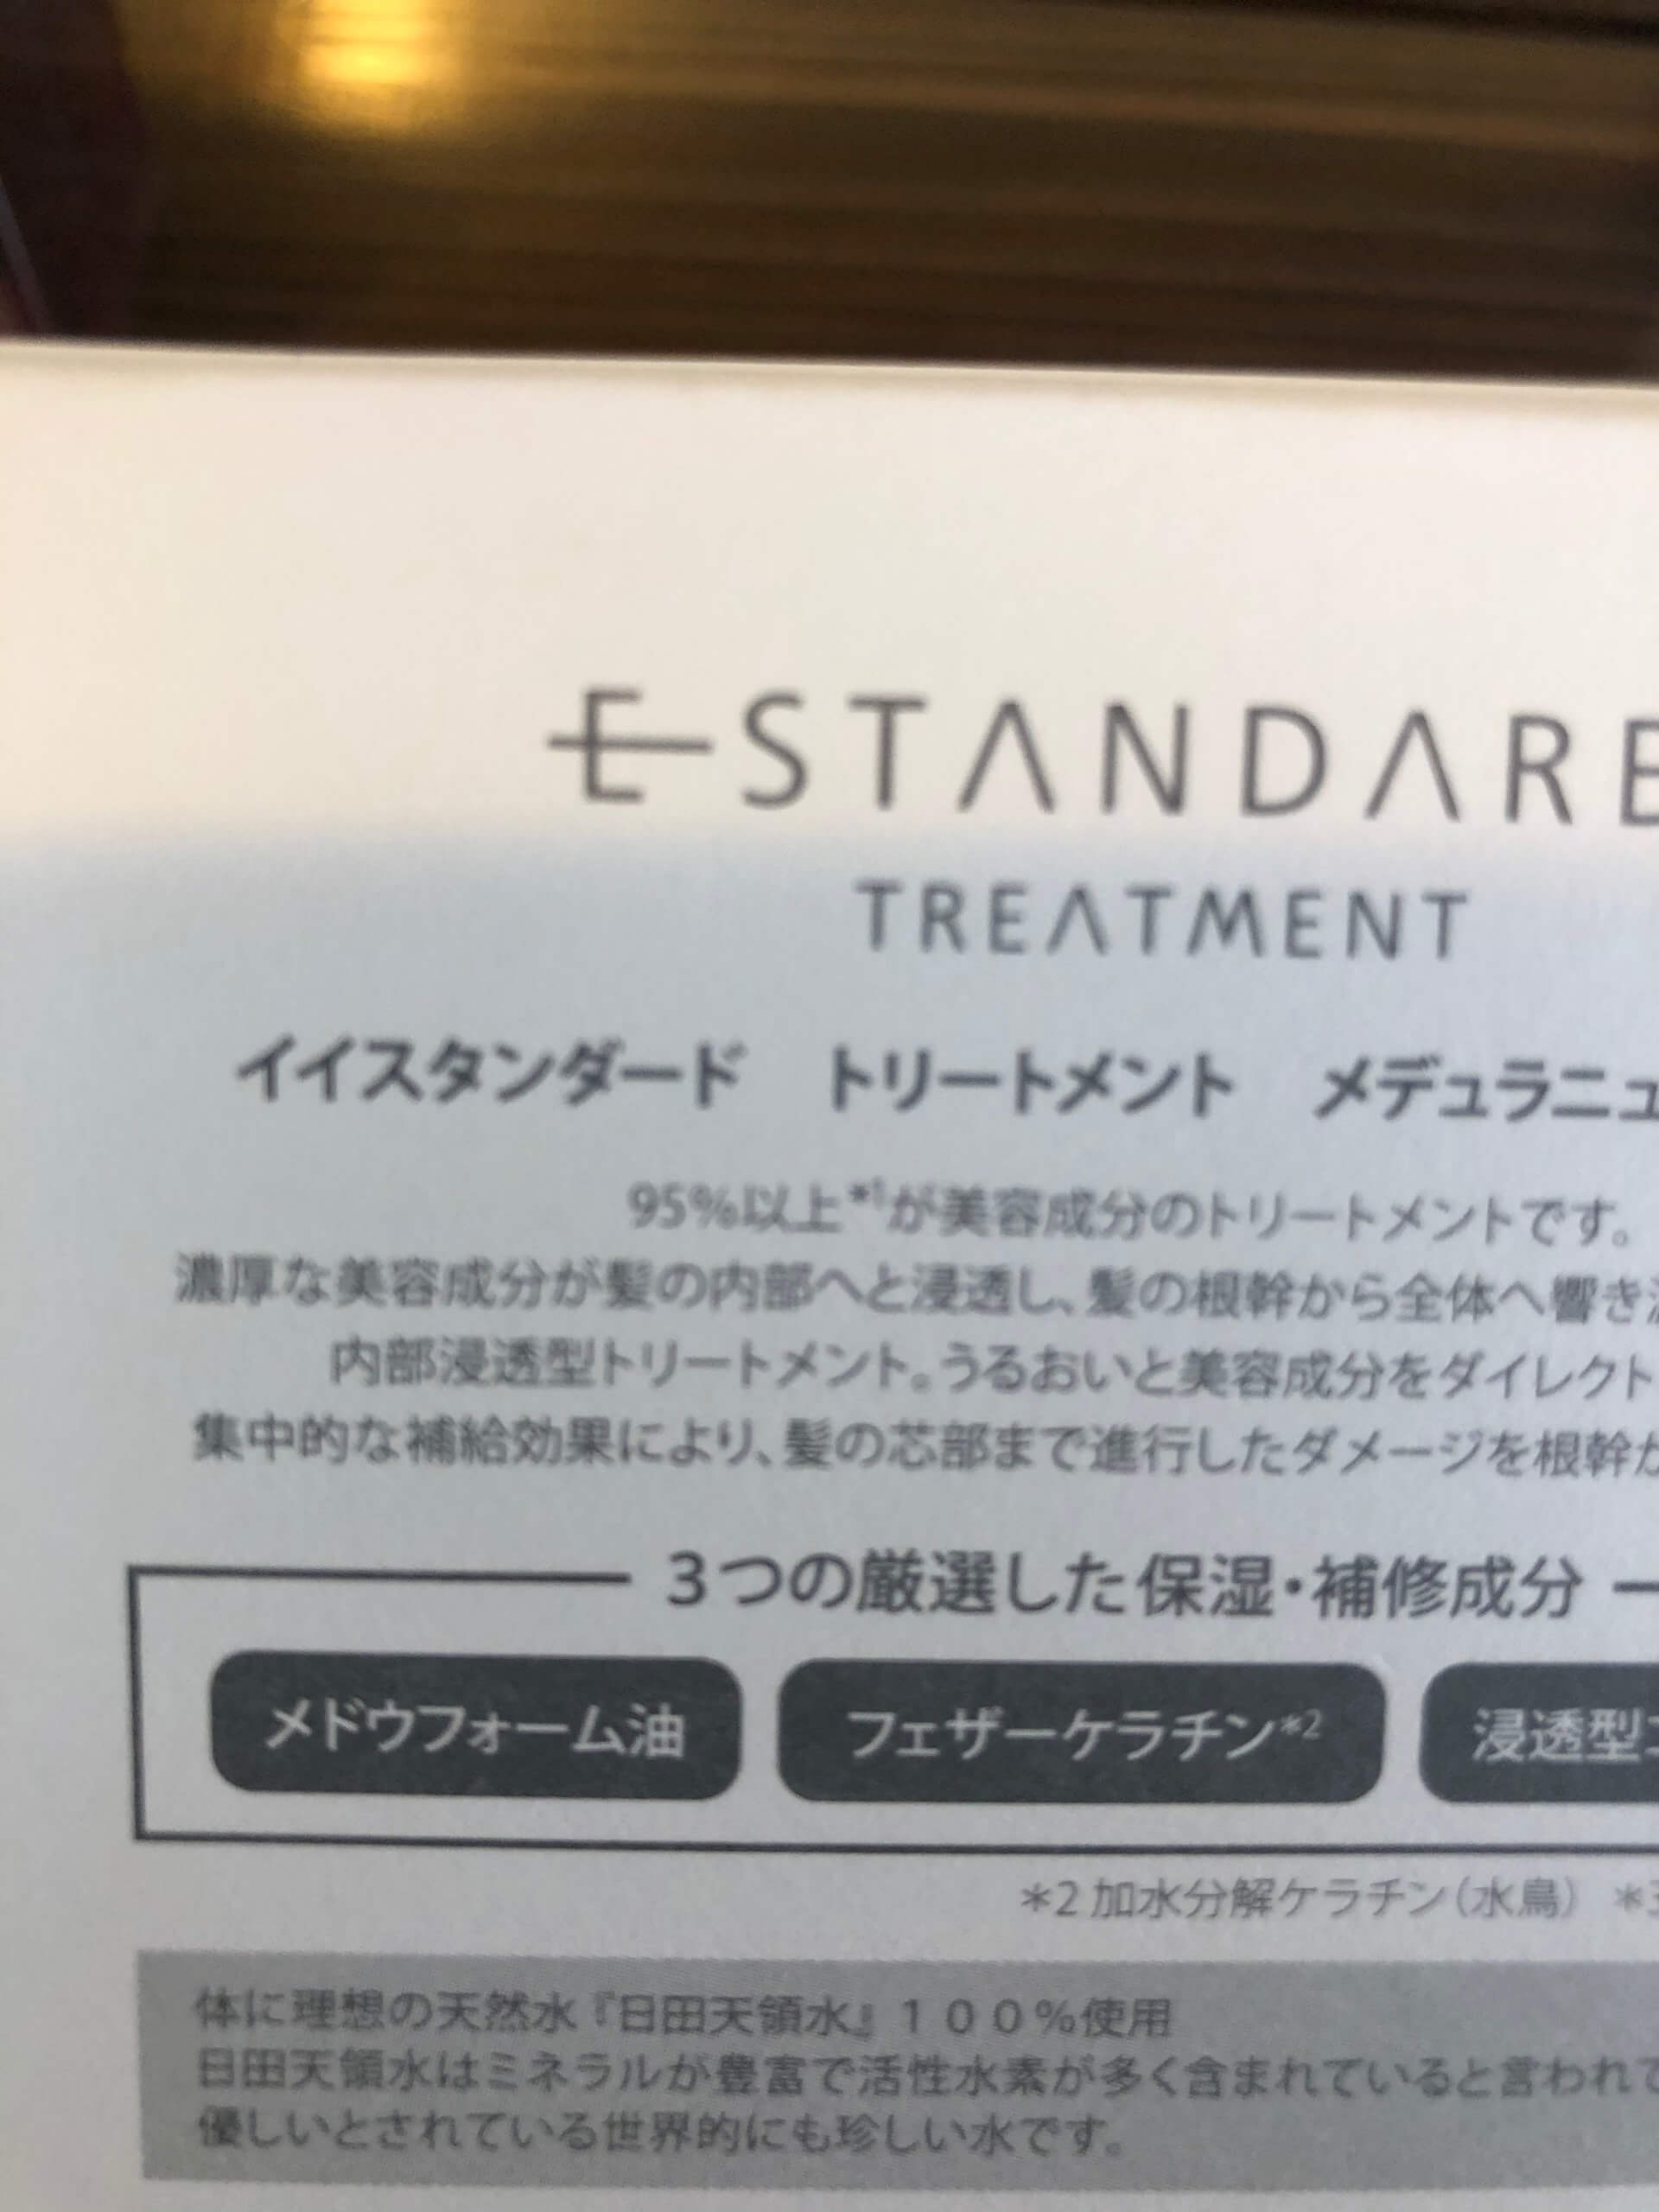 E STANDAR
TREATMENT
イイスタンダード　トリートメント　メデュラニュ
95%以上*1が美容成分のトリートメントです。
濃厚な美容成分が髪の内部へと浸透し、髪の根幹から全体へ響き
内部浸透型トリートメント。うるおいと美容成分をダイレクト
集中的な補給効果により、髪の芯部まで進行したダメージを根幹か
3つの厳選した保湿・補修成分
メドウフォーム油
フェザーケラチン*2
浸透型コ
*2 加水分解ケラチン(水鳥) *3
体に理想の天然水『日田天領水』１００％使用
日田天領水はミネラルが豊富で活性水素が多く含まれていると言われて
優しいとされている世界的にも珍しい水です。